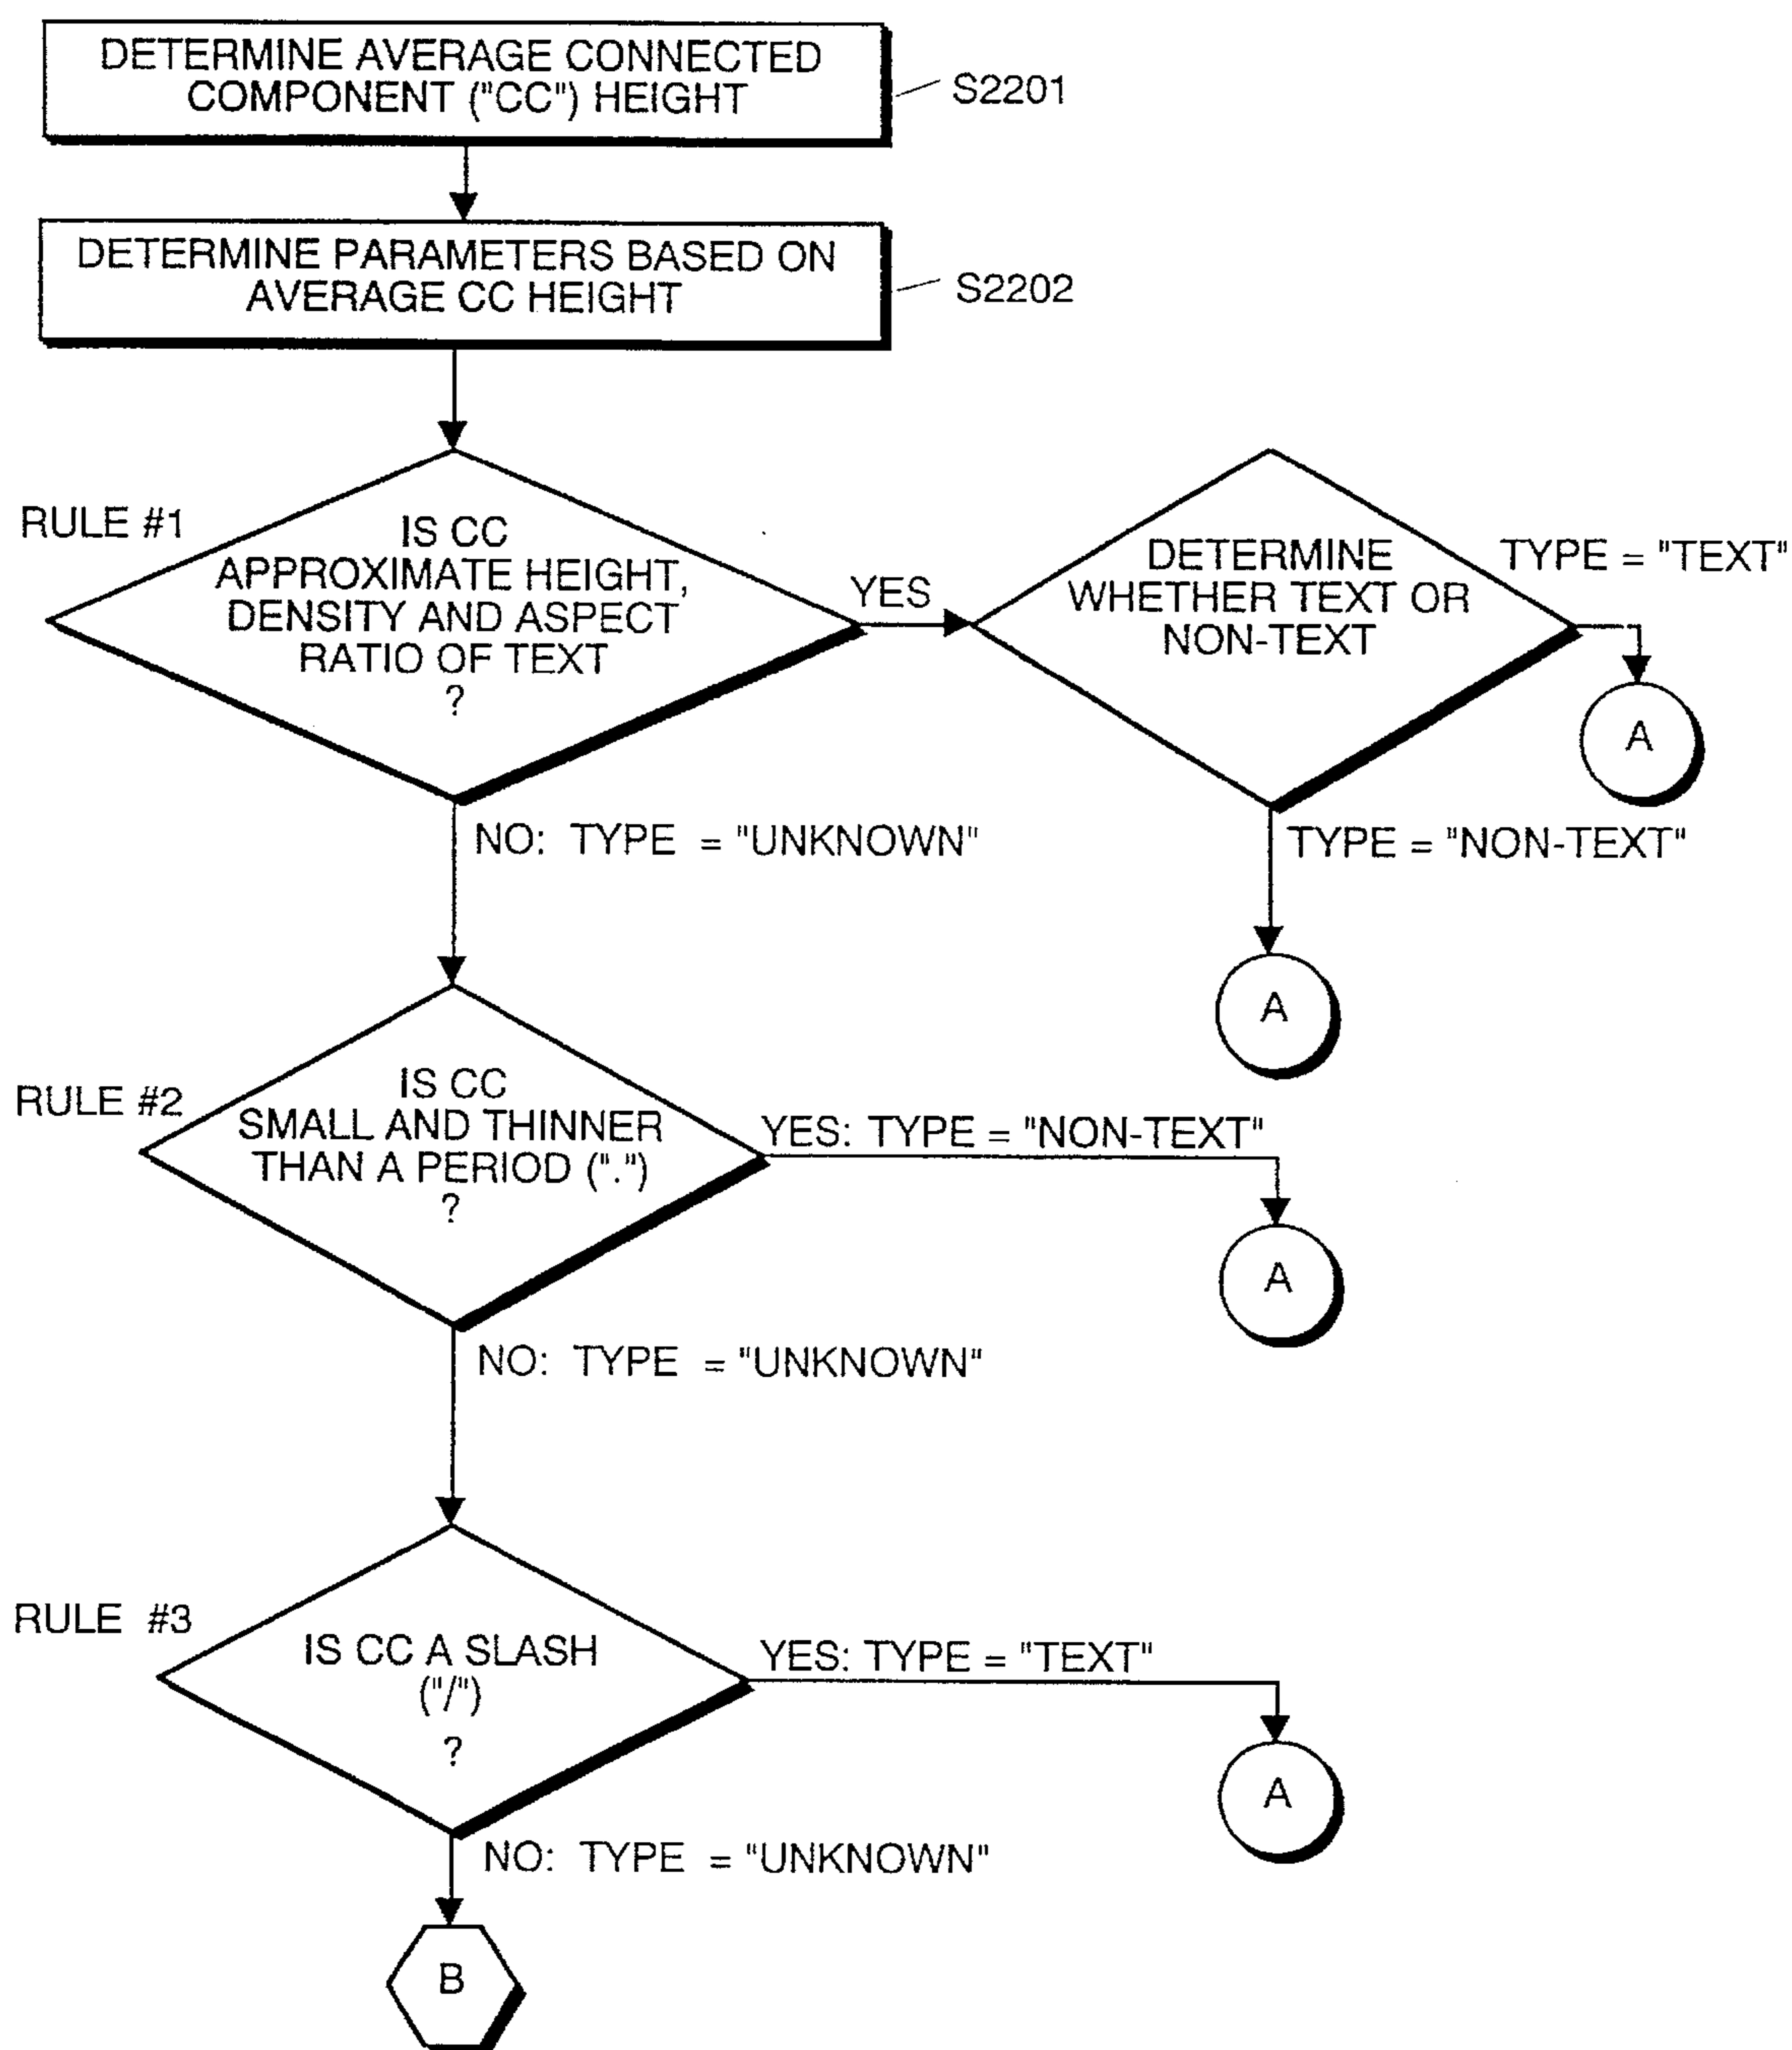 DETERMINE AVERAGE CONNECTED
COMPONENT ("CC") HEIGHT
S2201
DETERMINE PARAMETERS BASED ON
AVERAGE CC HEIGHT
S2202
RULE #1
IS CC
APPROXIMATE HEIGHT,
DENSITY AND ASPECT
RATIO OF TEXT
?
YES
DETERMINE
WHETHER TEXT OR
NON-TEXT
TYPE = "TEXT"
A
NO: TYPE = "UNKNOWN"
TYPE = "NON-TEXT"
A
RULE #2
IS CC
SMALL AND THINNER
THAN A PERIOD (".")
?
YES: TYPE = "NON-TEXT"
A
NO: TYPE = "UNKNOWN"
RULE #3
IS CC A SLASH
("/")
?
YES: TYPE = "TEXT"
A
NO: TYPE = "UNKNOWN"
B